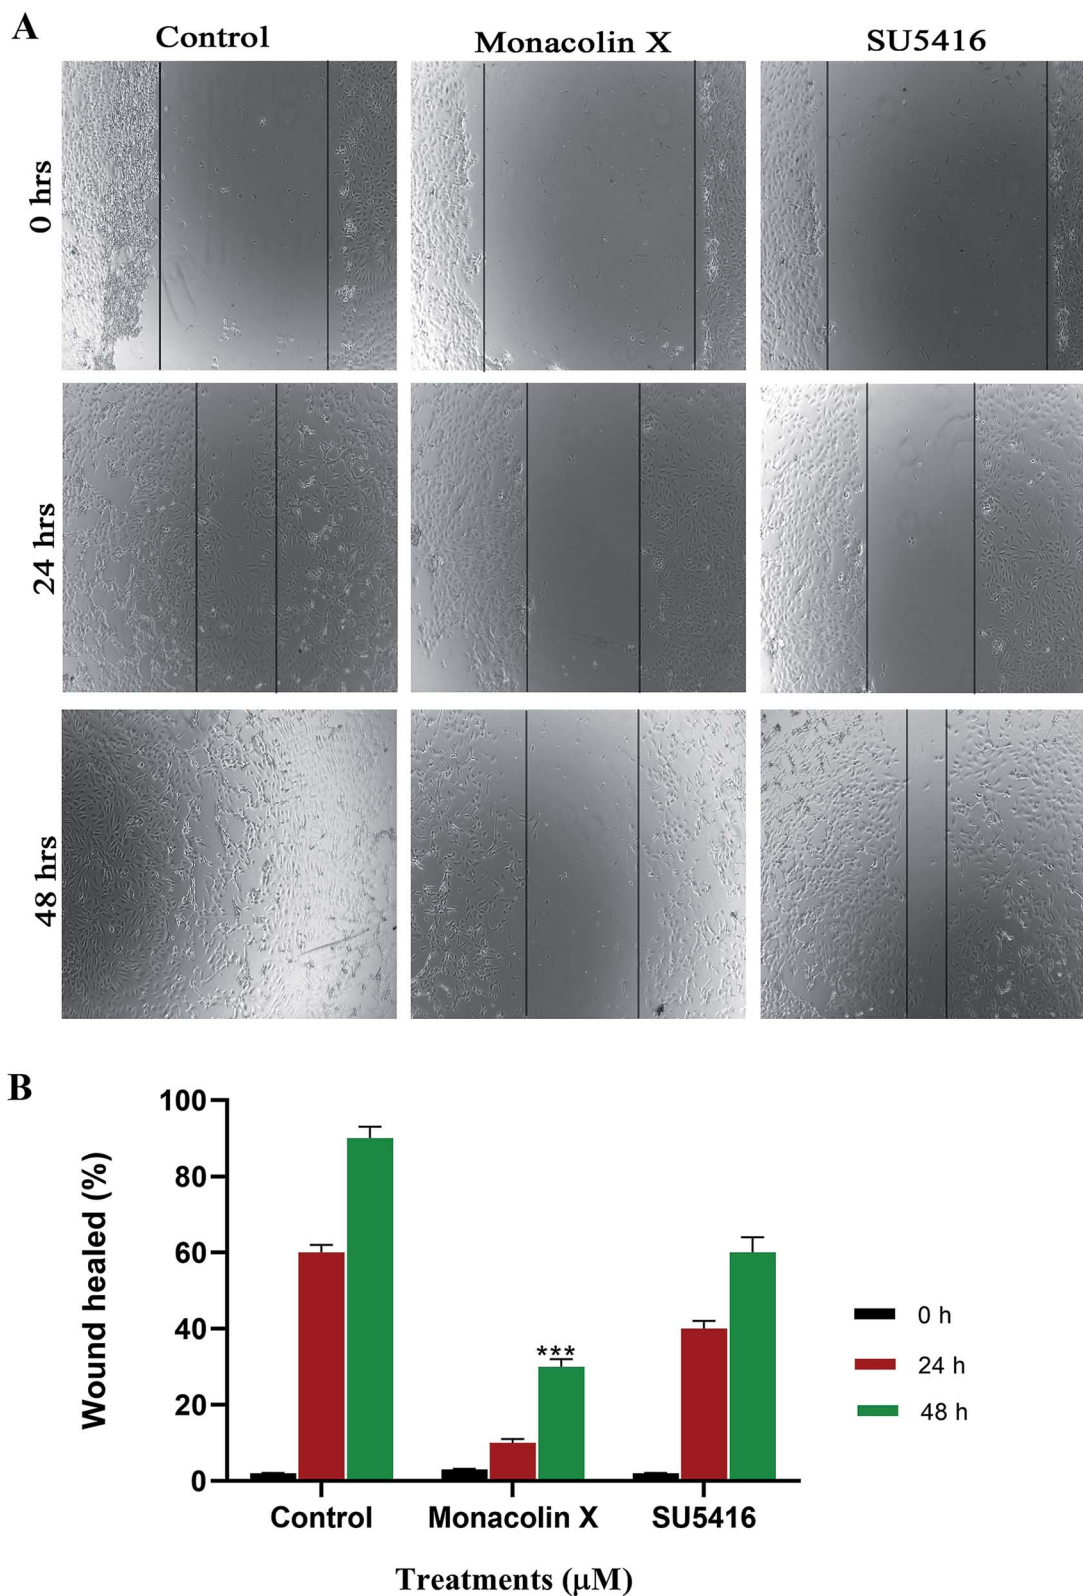 A
Control
Monacolin X
SU5416
0 hrs
24 hrs
48 hrs
B
Wound healed (%)
100
80
60
40
20
0
***
Control
Monacolin X
SU5416
Treatments (μM)
0 h
24 h
48 h